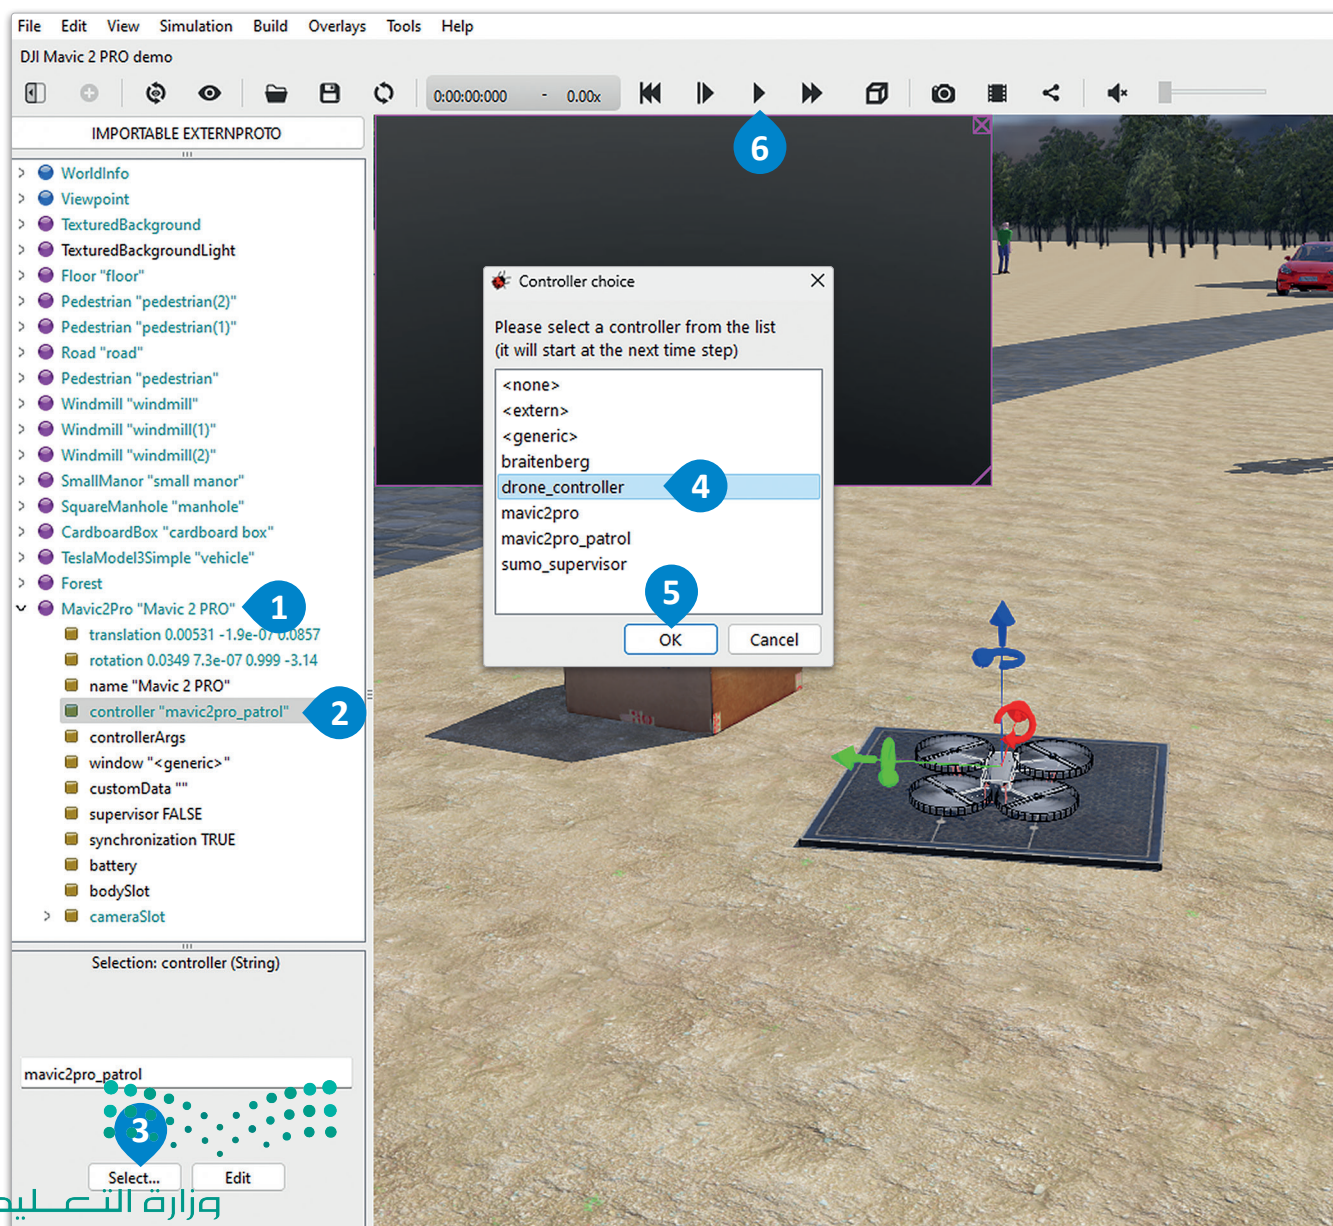 File Edit View Simulation Build Overlays Tools Help
DJI Mavic 2 PRO demo
0:00:00:000 - 0.00x
IMPORTABLE EXTERNPROTO
6
WorldInfo
Viewpoint
TexturedBackground
TexturedBackgroundLight
Floor "floor"
Pedestrian "pedestrian(2)"
Pedestrian "pedestrian(1)"
Road "road"
Pedestrian "pedestrian"
Windmill "windmill"
Windmill "windmill(1)"
Windmill "windmill(2)"
SmallManor "small manor"
SquareManhole "manhole"
CardboardBox "cardboard box"
TeslaModel3Simple "vehicle"
Forest
Mavic2Pro "Mavic 2 PRO" 1
translation 0.00531 -1.9e-07 0.0857
rotation 0.0349 7.3e-07 0.999 -3.14
name "Mavic 2 PRO"
controller "mavic2pro_patrol" 2
controllerArgs
window "<generic>"
customData ""
supervisor FALSE
synchronization TRUE
battery
bodySlot
cameraSlot
Selection: controller (String)
mavic2pro_patrol
3
Select... Edit
Controller choice
Please select a controller from the list
(it will start at the next time step)
<none>
<extern>
<generic>
braitenberg
drone_controller 4
mavic2pro
mavic2pro_patrol
sumo_supervisor
5
OK Cancel
وزارة